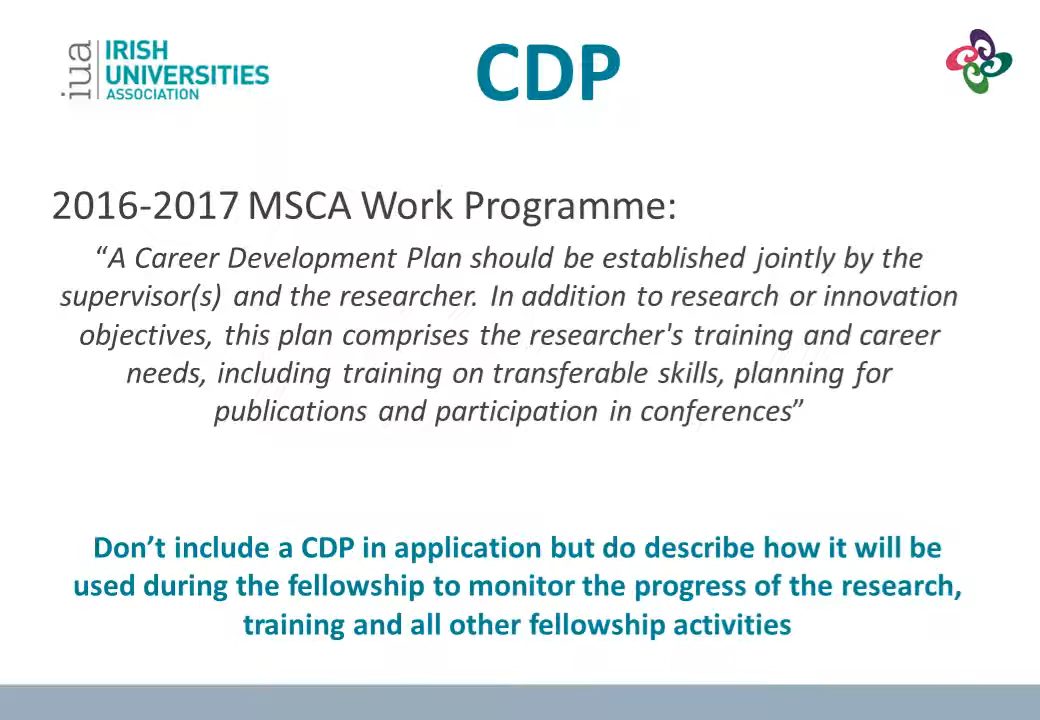 iua
IRISH
UNIVERSITIES
ASSOCIATION
CDP
2016-2017 MSCA Work Programme:
“A Career Development Plan should be established jointly by the
supervisor(s) and the researcher. In addition to research or innovation
objectives, this plan comprises the researcher's training and career
needs, including training on transferable skills, planning for
publications and participation in conferences”
Don’t include a CDP in application but do describe how it will be
used during the fellowship to monitor the progress of the research,
training and all other fellowship activities